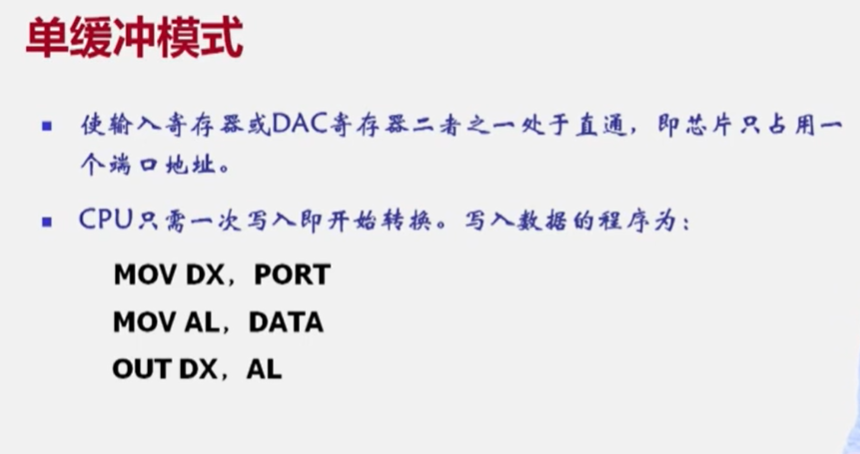 单缓冲模式
使输入寄存器或DAC寄存器二者之一处于直通，即芯片只占用一
个端口地址。
CPU只需一次写入即开始转换。写入数据的程序为：
MOV DX，PORT
MOV AL，DATA
OUT DX，AL